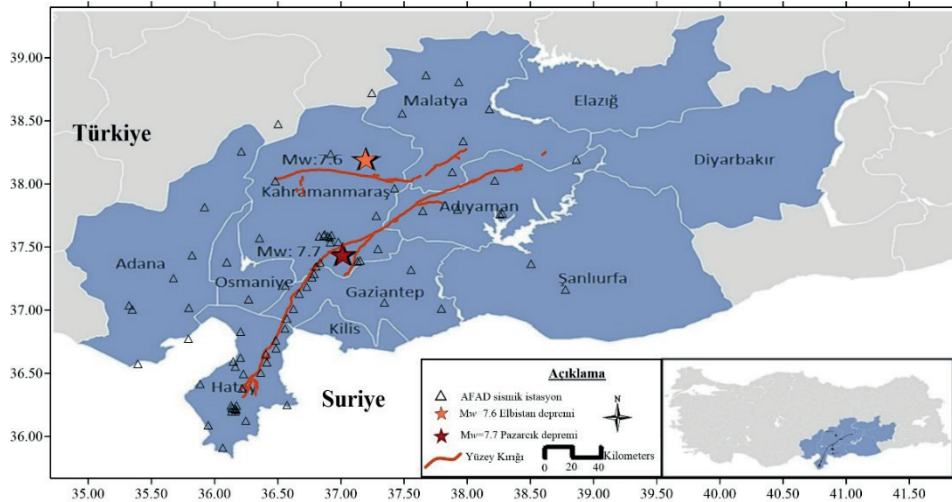 39.00
38.50
38.00
37.50
37.00
36.50
36.00
Malatya
Elazığ
Türkiye
Mw:7.6
Diyarbakır
Kahramanmaraş
Adıyaman
Mw: 7.7
Adana
Osmaniye
Gaziantep
Şanlıurfa
Kilis
Hatay
Suriye
Açıklama
AFAD sismik istasyon
Mw=7.6 Elbistan depremi
N
Mw=7.7 Pazarcık depremi
Yüzey Kırığı
0 20 40 Kilometers
35.00 35.50 36.00 36.50 37.00 37.50 38.00 38.50 39.00 39.50 40.00 40.50 41.00 41.50